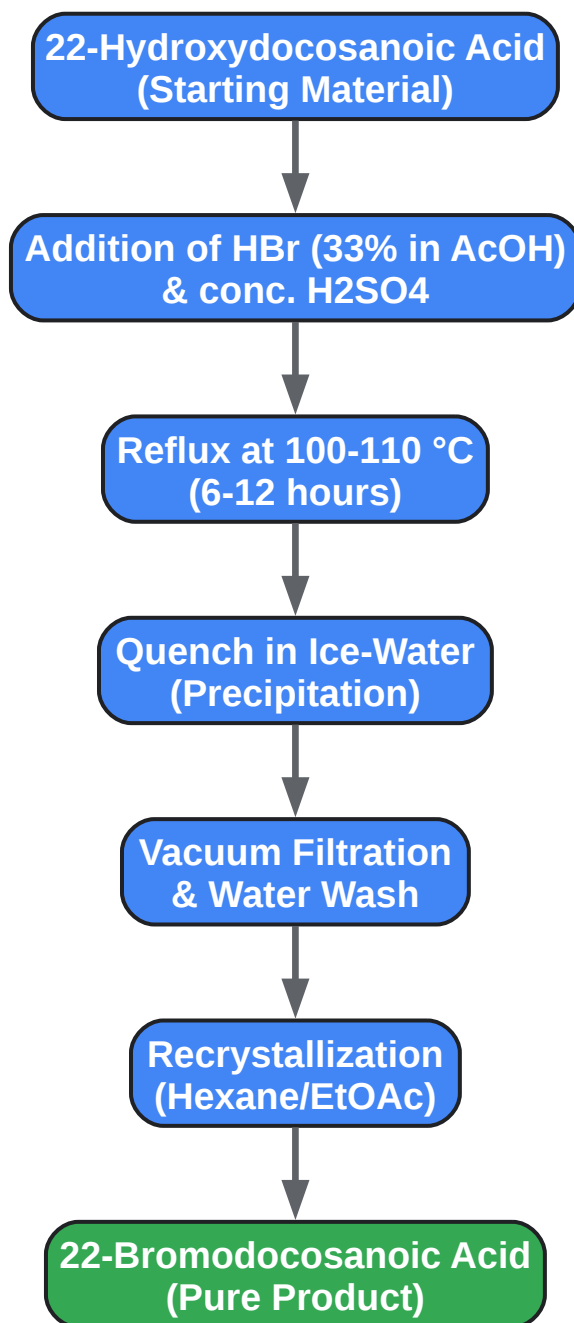 22-Hydroxydocosanoic Acid
(Starting Material)
Addition of HBr (33% in AcOH)
& conc. H2SO4
Reflux at 100-110 °C
(6-12 hours)
Quench in Ice-Water
(Precipitation)
Vacuum Filtration
& Water Wash
Recrystallization
(Hexane/EtOAc)
22-Bromodocosanoic Acid
(Pure Product)